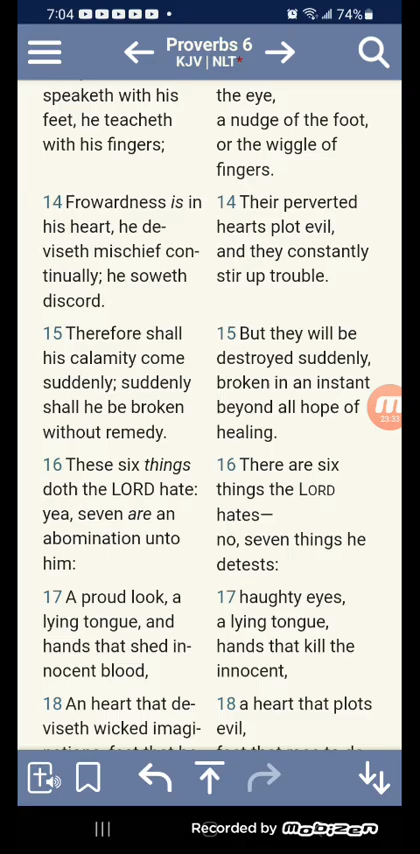 7:04
74%
Proverbs 6
KJV | NLT*
speaketh with his
feet, he teacheth
with his fingers;
14 Frowardness is in
his heart, he de-
viseth mischief con-
tinually; he soweth
discord.
15 Therefore shall
his calamity come
suddenly; suddenly
shall he be broken
without remedy.
16 These six things
doth the LORD hate:
yea, seven are an
abomination unto
him:
17 A proud look, a
lying tongue, and
hands that shed in-
nocent blood,
18 An heart that de-
viseth wicked imagi-
the eye,
a nudge of the foot,
or the wiggle of
fingers.
14 Their perverted
hearts plot evil,
and they constantly
stir up trouble.
15 But they will be
destroyed suddenly,
broken in an instant
beyond all hope of
healing.
16 There are six
things the LORD
hates—
no, seven things he
detests:
17 haughty eyes,
a lying tongue,
hands that kill the
innocent,
18 a heart that plots
evil,
23:33
Recorded by mobizen